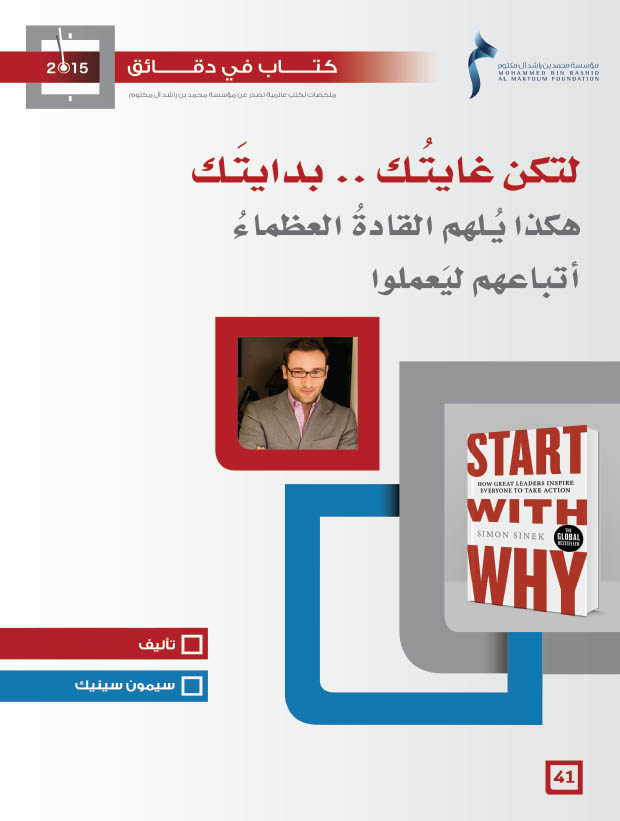 كتـــاب في دقـــائق
2015
ملخصات لكتب عالمية تصدر عن مؤسسة محمد بن راشد آل مكتوم
مؤسسة محمد بن راشد آل مكتوم
MOHAMMED BIN RASHID
AL MAKTOUM FOUNDATION
لتكن غايتُك .. بدايتَك
هكذا يُلهم القادةُ العظماءُ
أتباعهم ليَعملوا
START
HOW GREAT LEADERS INSPIRE
EVERYONE TO TAKE ACTION
WITH
SIMON SINEK
THE
GLOBAL
BESTSELLER
WHY
تأليف
سيمون سينيك
41